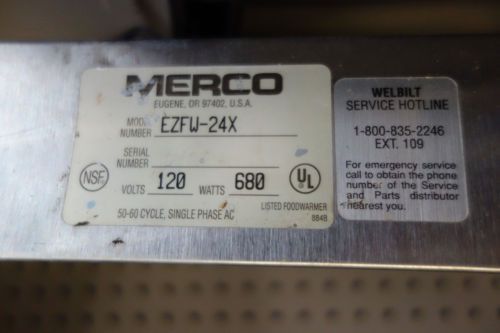 MERCO
EUGENE, OR 97402, U.S.A.
MODEL NUMBER EZFW-24X
SERIAL NUMBER
NSF
VOLTS 120 WATTS 680
UL
50-60 CYCLE, SINGLE PHASE AC
LISTED FOODWARMER
884B
WELBILT
SERVICE HOTLINE
1-800-835-2246
EXT. 109
For emergency service
call to obtain the phone
number of the Service
and Parts distributor
nearest you.